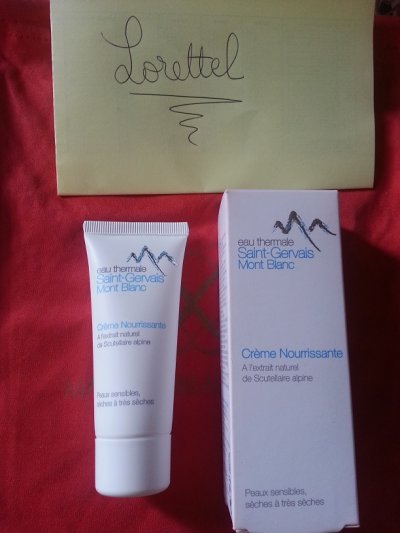 Lorettel
eau thermale
Saint-Gervais
Mont Blanc
Crème Nourrissante
A l'extrait naturel
de Scutellaire alpine
Peaux sensibles,
sèches à très sèches
eau thermale
Saint-Gervais
Mont Blanc
Crème Nourrissante
A l'extrait naturel
de Scutellaire alpine
Peaux sensibles,
sèches à très sèches